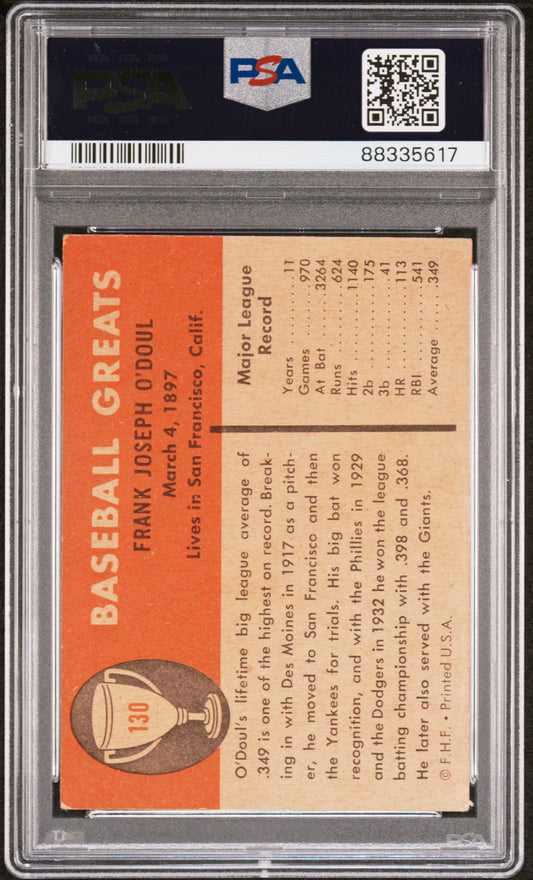 PSA
PSA
88335617
BASEBALL GREATS
FRANK JOSEPH O'DOUL
March 4, 1897
Lives in San Francisco, Calif.
130
O'Doul's lifetime big league average of
.349 is one of the highest on record. Break-
ing in with Des Moines in 1917 as a pitch-
er, he moved to San Francisco and then
the Yankees for trials. His big bat won
recognition, and with the Phillies in 1929
and the Dodgers in 1932 he won the league
batting championship with .398 and .368.
He later also served with the Giants.
© F.H.F. • Printed U.S.A.
Major League
Record
Years 11
Games 970
At Bat 3264
Runs 624
Hits 1140
2b 175
3b 41
HR 113
RBI 541
Average .349
PSA